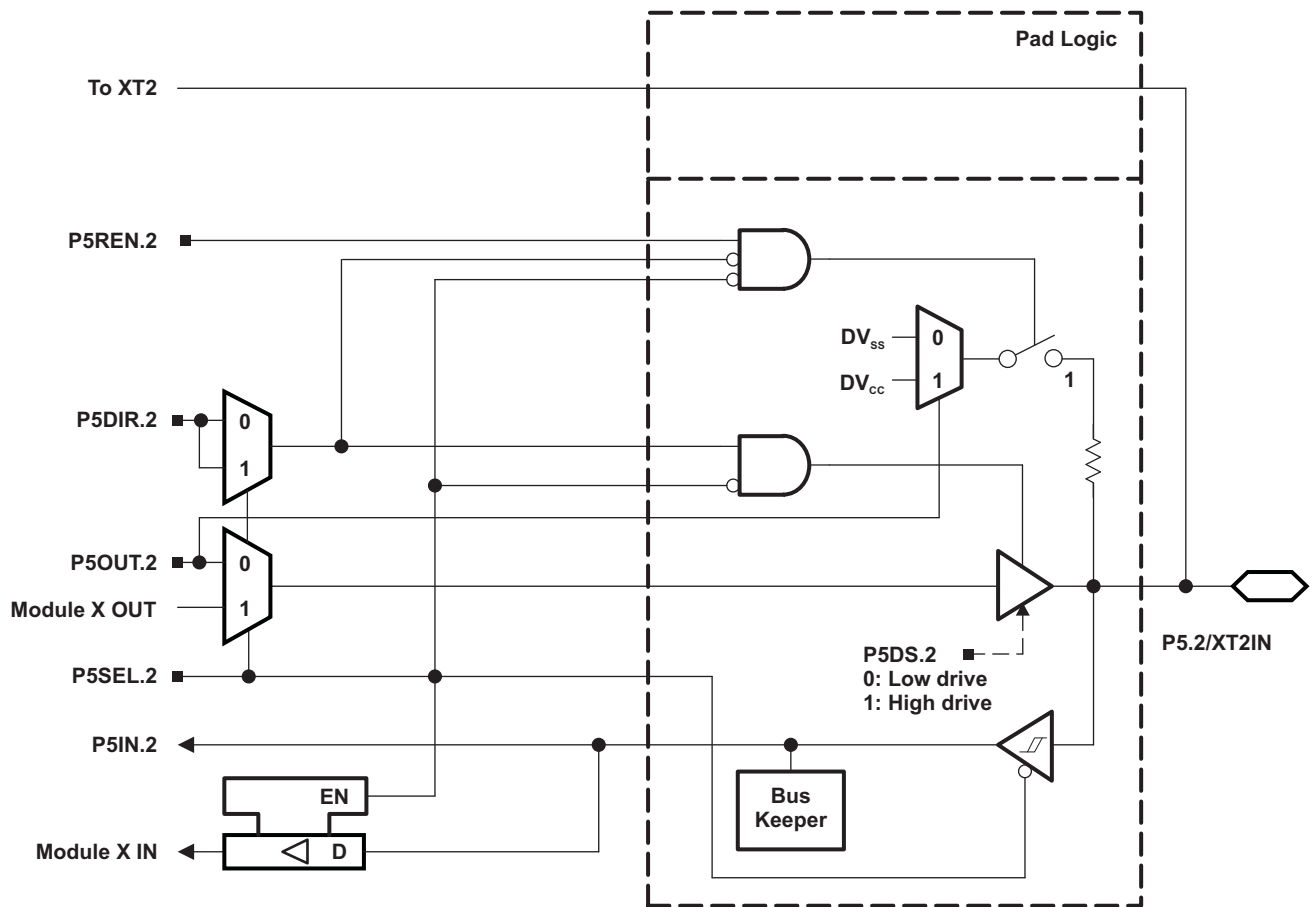 Pad Logic
To XT2
P5REN.2
DVSS
0
DVCC
1
1
P5DIR.2
0
1
P5OUT.2
0
Module X OUT
1
P5SEL.2
P5DS.2
0: Low drive
1: High drive
P5.2/XT2IN
P5IN.2
Bus
Keeper
EN
D
Module X IN